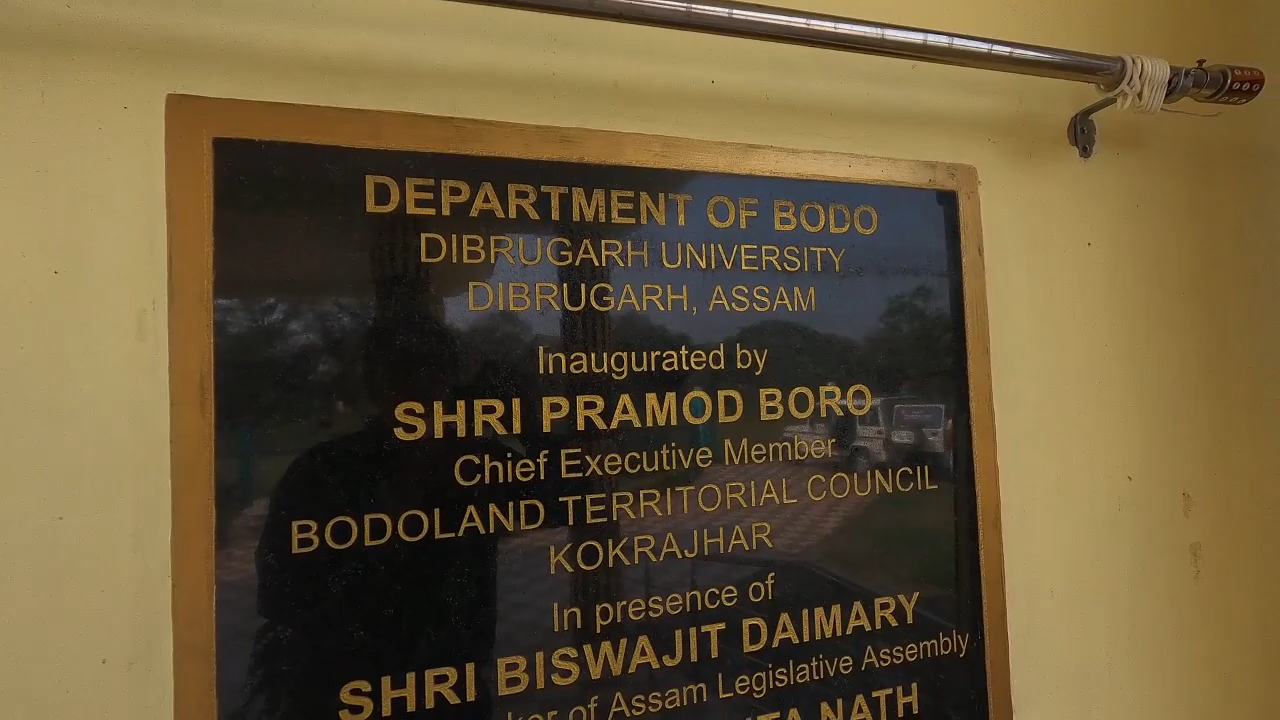 DEPARTMENT OF BODO
DIBRUGARH UNIVERSITY
DIBRUGARH, ASSAM
Inaugurated by
SHRI PRAMOD BORO
Chief Executive Member
BODOLAND TERRITORIAL COUNCIL
KOKRAJHAR
In presence of
SHRI BISWAJIT DAIMARY
of Assam Legislative Assembly
NATH